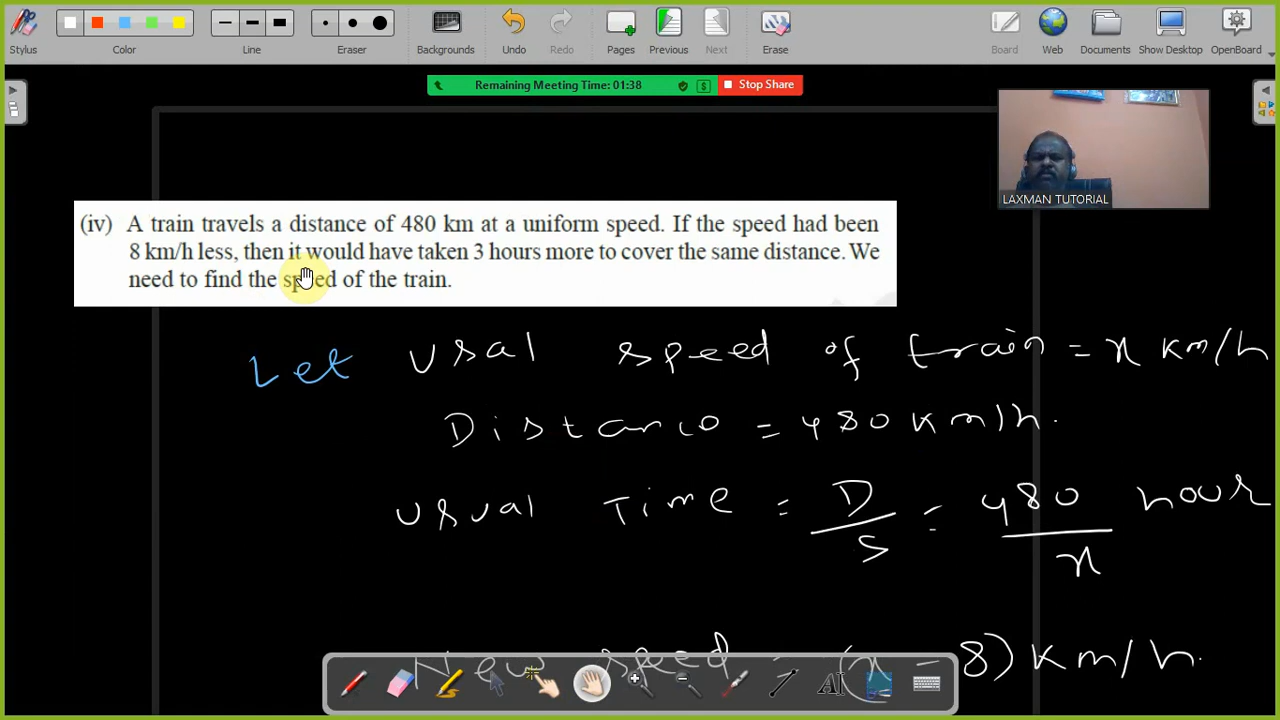 Stylus Color Line Eraser Backgrounds Undo Redo Pages Previous Next Erase Board Web Documents Show Desktop OpenBoard
Remaining Meeting Time: 01:38 Stop Share
LAXMAN TUTORIAL
(iv) A train travels a distance of 480 km at a uniform speed. If the speed had been
8 km/h less, then it would have taken 3 hours more to cover the same distance. We
need to find the speed of the train.
Let Usal speed of train = x km/h
Distance = 480 Km/h.
Usual Time = D/S = 480/x hour
New speed = (x - 8) Km/h.